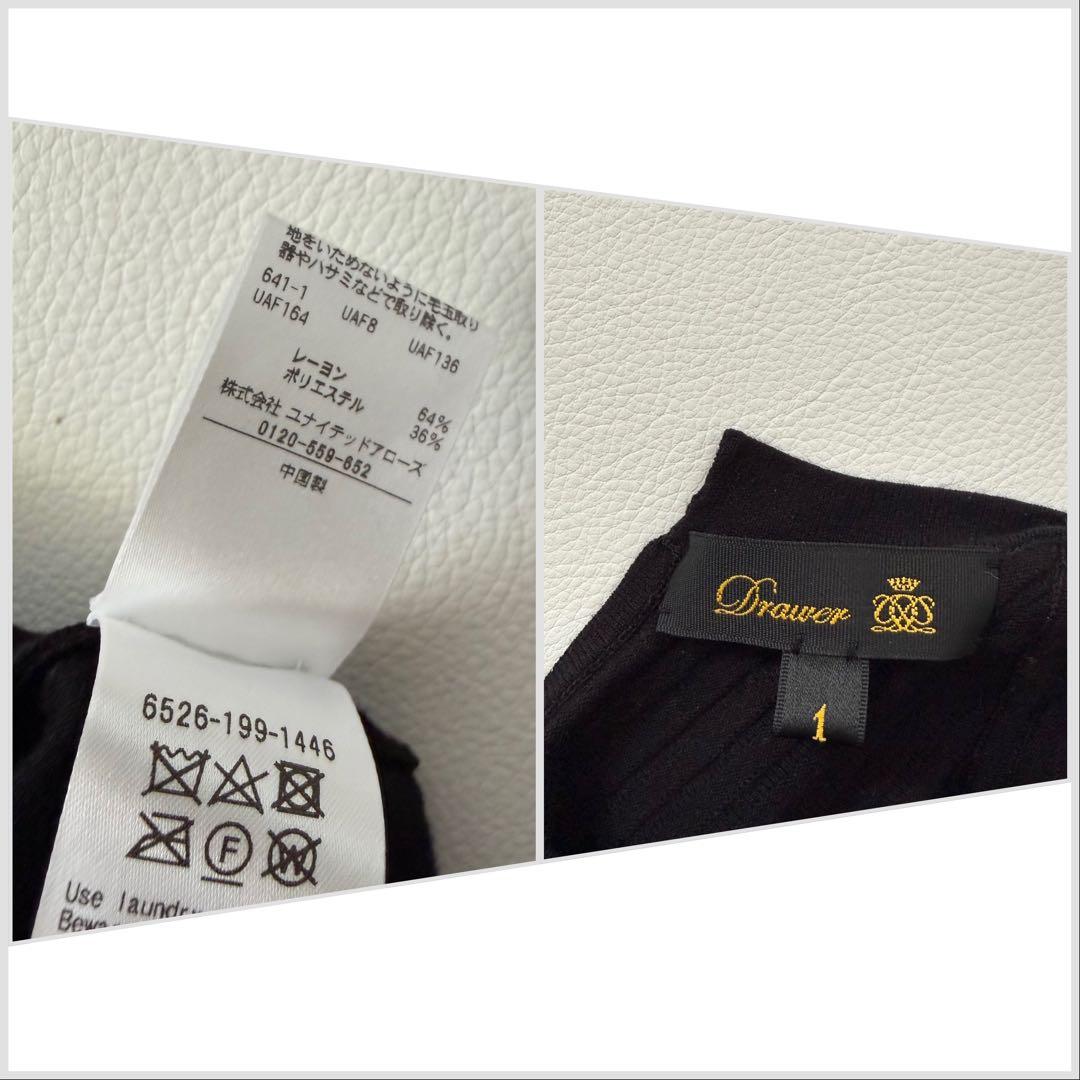 地をいためないように毛玉取り
器やハサミなどで取り除く。
641-1
UAF164 UAF8 UAF136
レーヨン 64%
ポリエステル 36%
株式会社 ユナイテッドアローズ
0120-559-652
中国製
6526-199-1446
F
W
Use laundry
Drawer
1